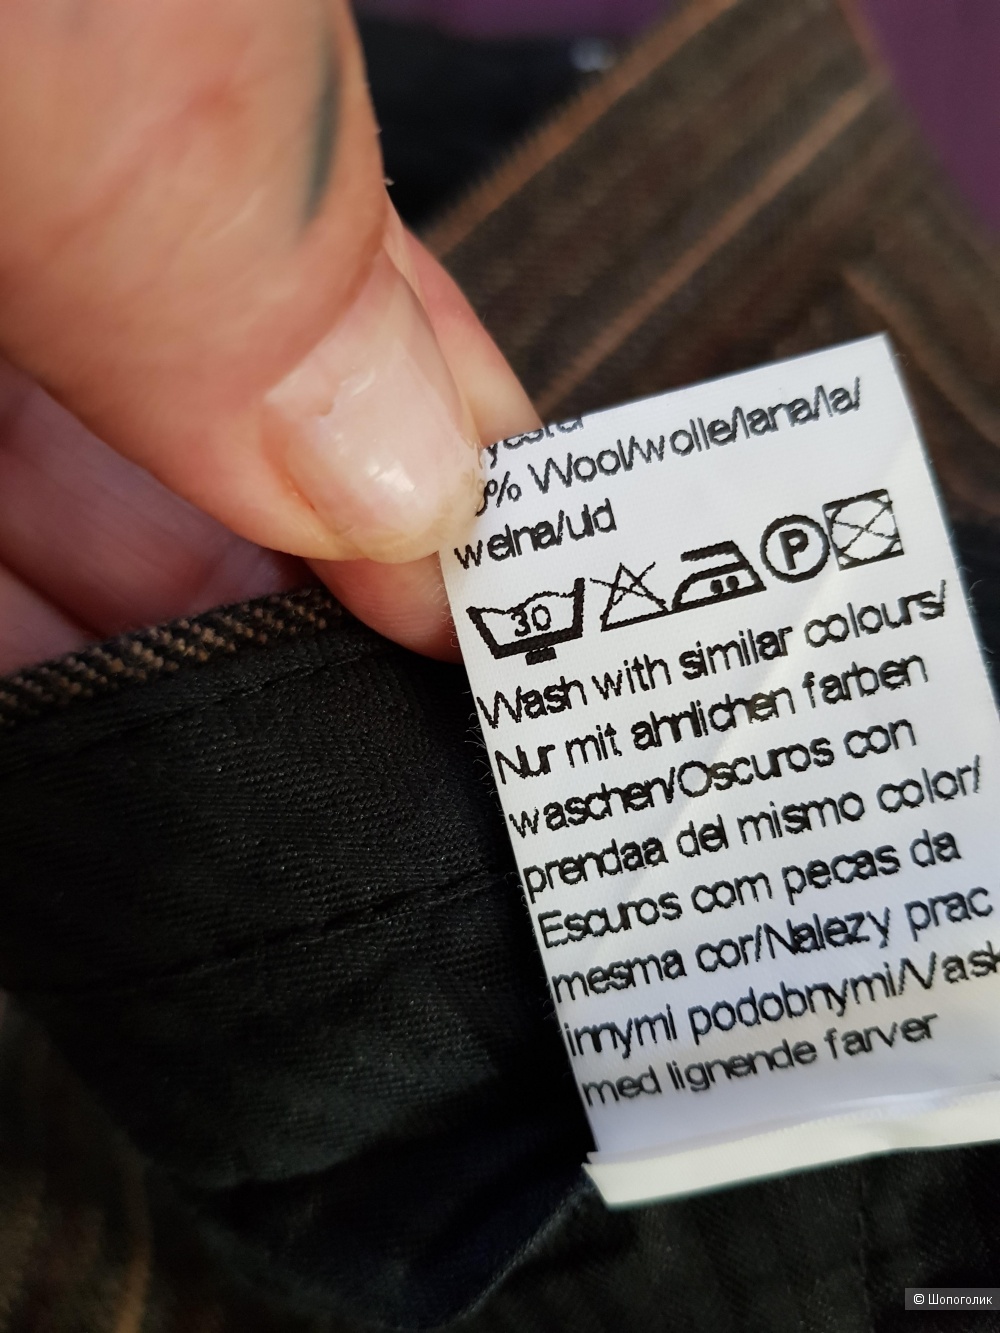 % Wool/wolle/lana/la/
welna/uld
30 P
Wash with similar colours/
Nur mit ahnlichen farben
waschen/Oscuros con
prendaa del mismo color/
Escuros com pecas da
mesma cor/Nalezy prac
innymi podobnymi/Vask
med lignende farver
© Шопоголик